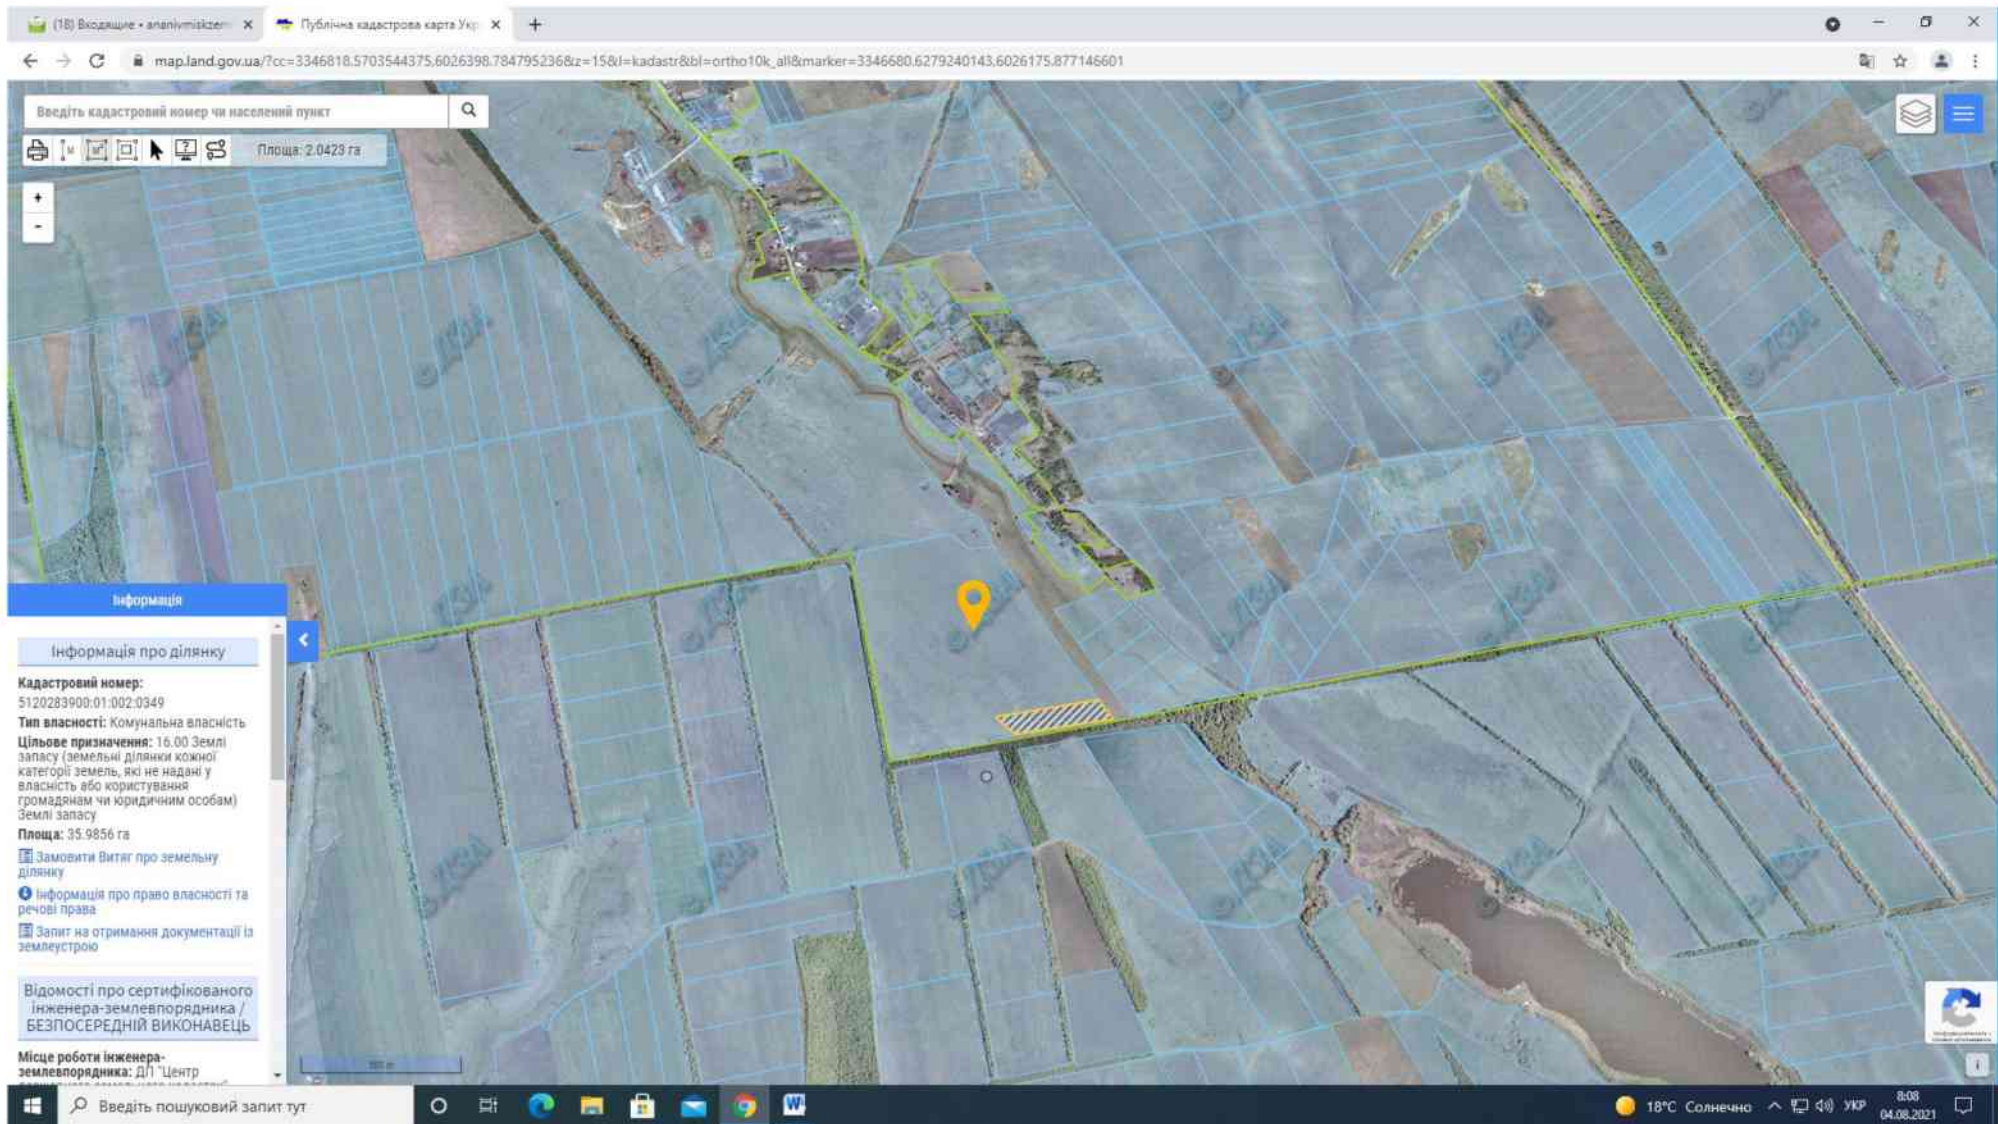 (18) Входящие • ananivmiskzem
Публічна кадастрова карта Укр
map.land.gov.ua/?cc=3346818.5703544375,6026398.784795236&z=15&l=kadastr&bl=ortho10k_all&marker=3346680.6279240143,6026175.877146601
Введіть кадастровий номер чи населений пункт
Площа: 2.0423 га
+
-
Інформація
Інформація про ділянку
Кадастровий номер:
5120283900:01:002:0349
Тип власності: Комунальна власність
Цільове призначення: 16.00 Землі
запасу (земельні ділянки кожної
категорії земель, які не надані у
власність або користування
громадянам чи юридичним особам)
Землі запасу
Площа: 35.9856 га
Замовити Витяг про земельну
ділянку
Інформація про право власності та
речові права
Запит на отримання документації із
землеустрою
Відомості про сертифікованого
інженера-землевпорядника /
БЕЗПОСЕРЕДНІЙ ВИКОНАВЕЦЬ
Місце роботи інженера-
землевпорядника: ДП "Центр
Введіть пошуковий запит тут
18°C Солнечно
УКР
8:08
04.08.2021